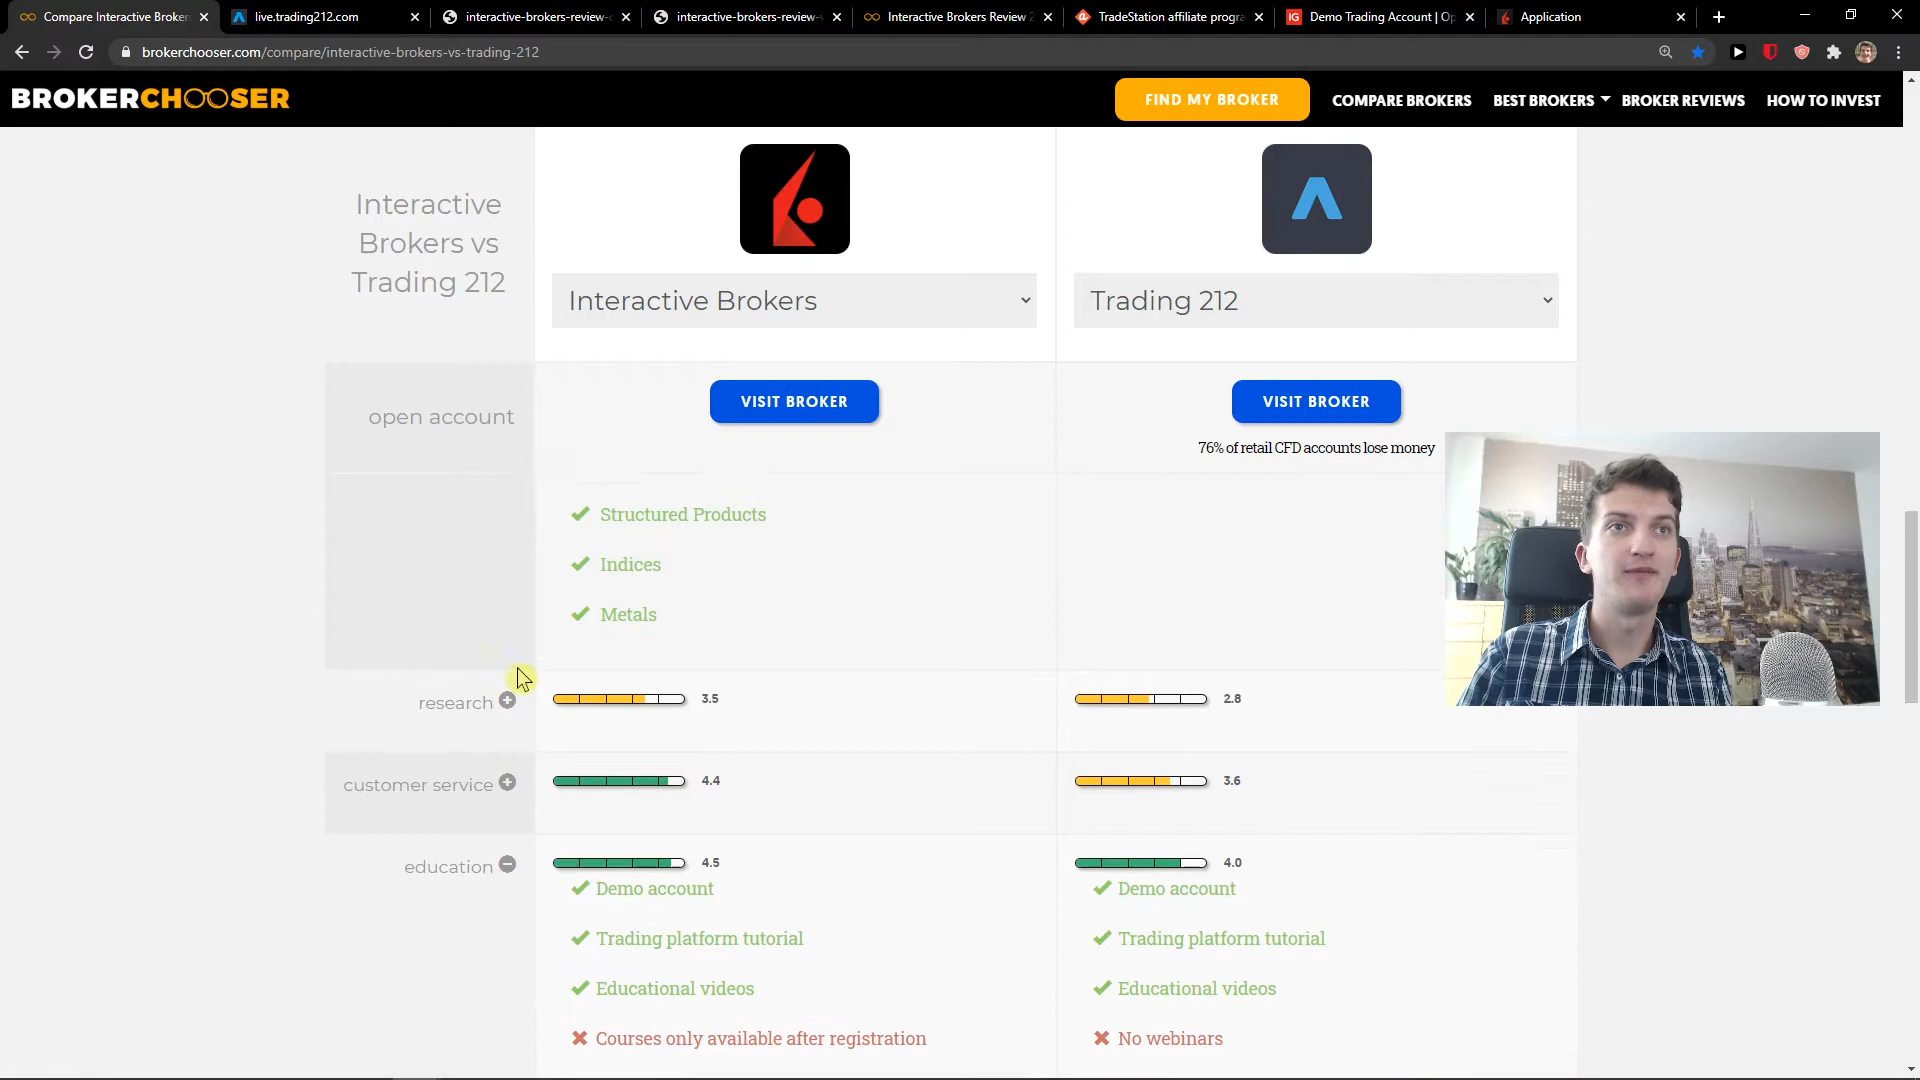 Compare Interactive Broker
live.trading212.com
interactive-brokers-review-
interactive-brokers-review-
Interactive Brokers Review 2
TradeStation affiliate progra
IG
Demo Trading Account | Op
Application
brokerchooser.com/compare/interactive-brokers-vs-trading-212
BROKERCHOOSER
FIND MY BROKER
COMPARE BROKERS
BEST BROKERS
BROKER REVIEWS
HOW TO INVEST
Interactive
Brokers vs
Trading 212
Interactive Brokers
Trading 212
open account
VISIT BROKER
VISIT BROKER
76% of retail CFD accounts lose money
Structured Products
Indices
Metals
research
3.5
2.8
customer service
4.4
3.6
education
4.5
4.0
Demo account
Demo account
Trading platform tutorial
Trading platform tutorial
Educational videos
Educational videos
Courses only available after registration
No webinars